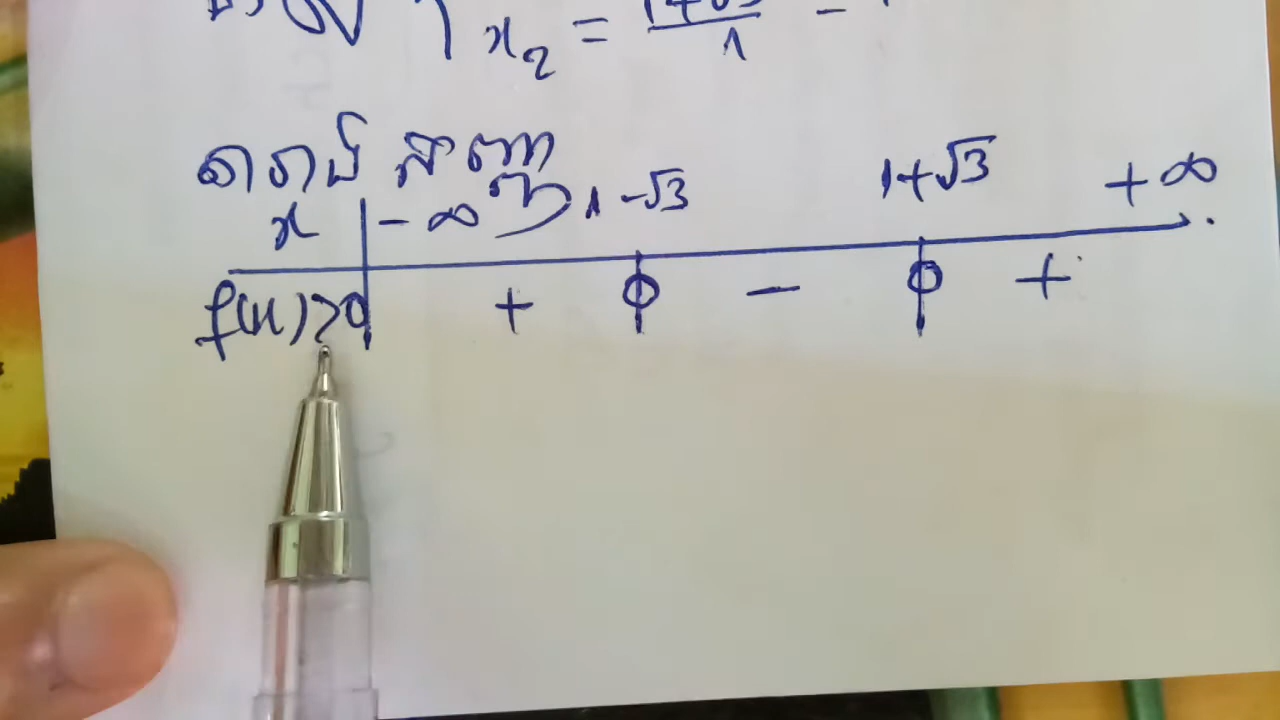 x₂ = (1+√3)/1 =
តារាង សញ្ញា
x -∞ 1-√3 1+√3 +∞
f(x)>0 + 0 - 0 +